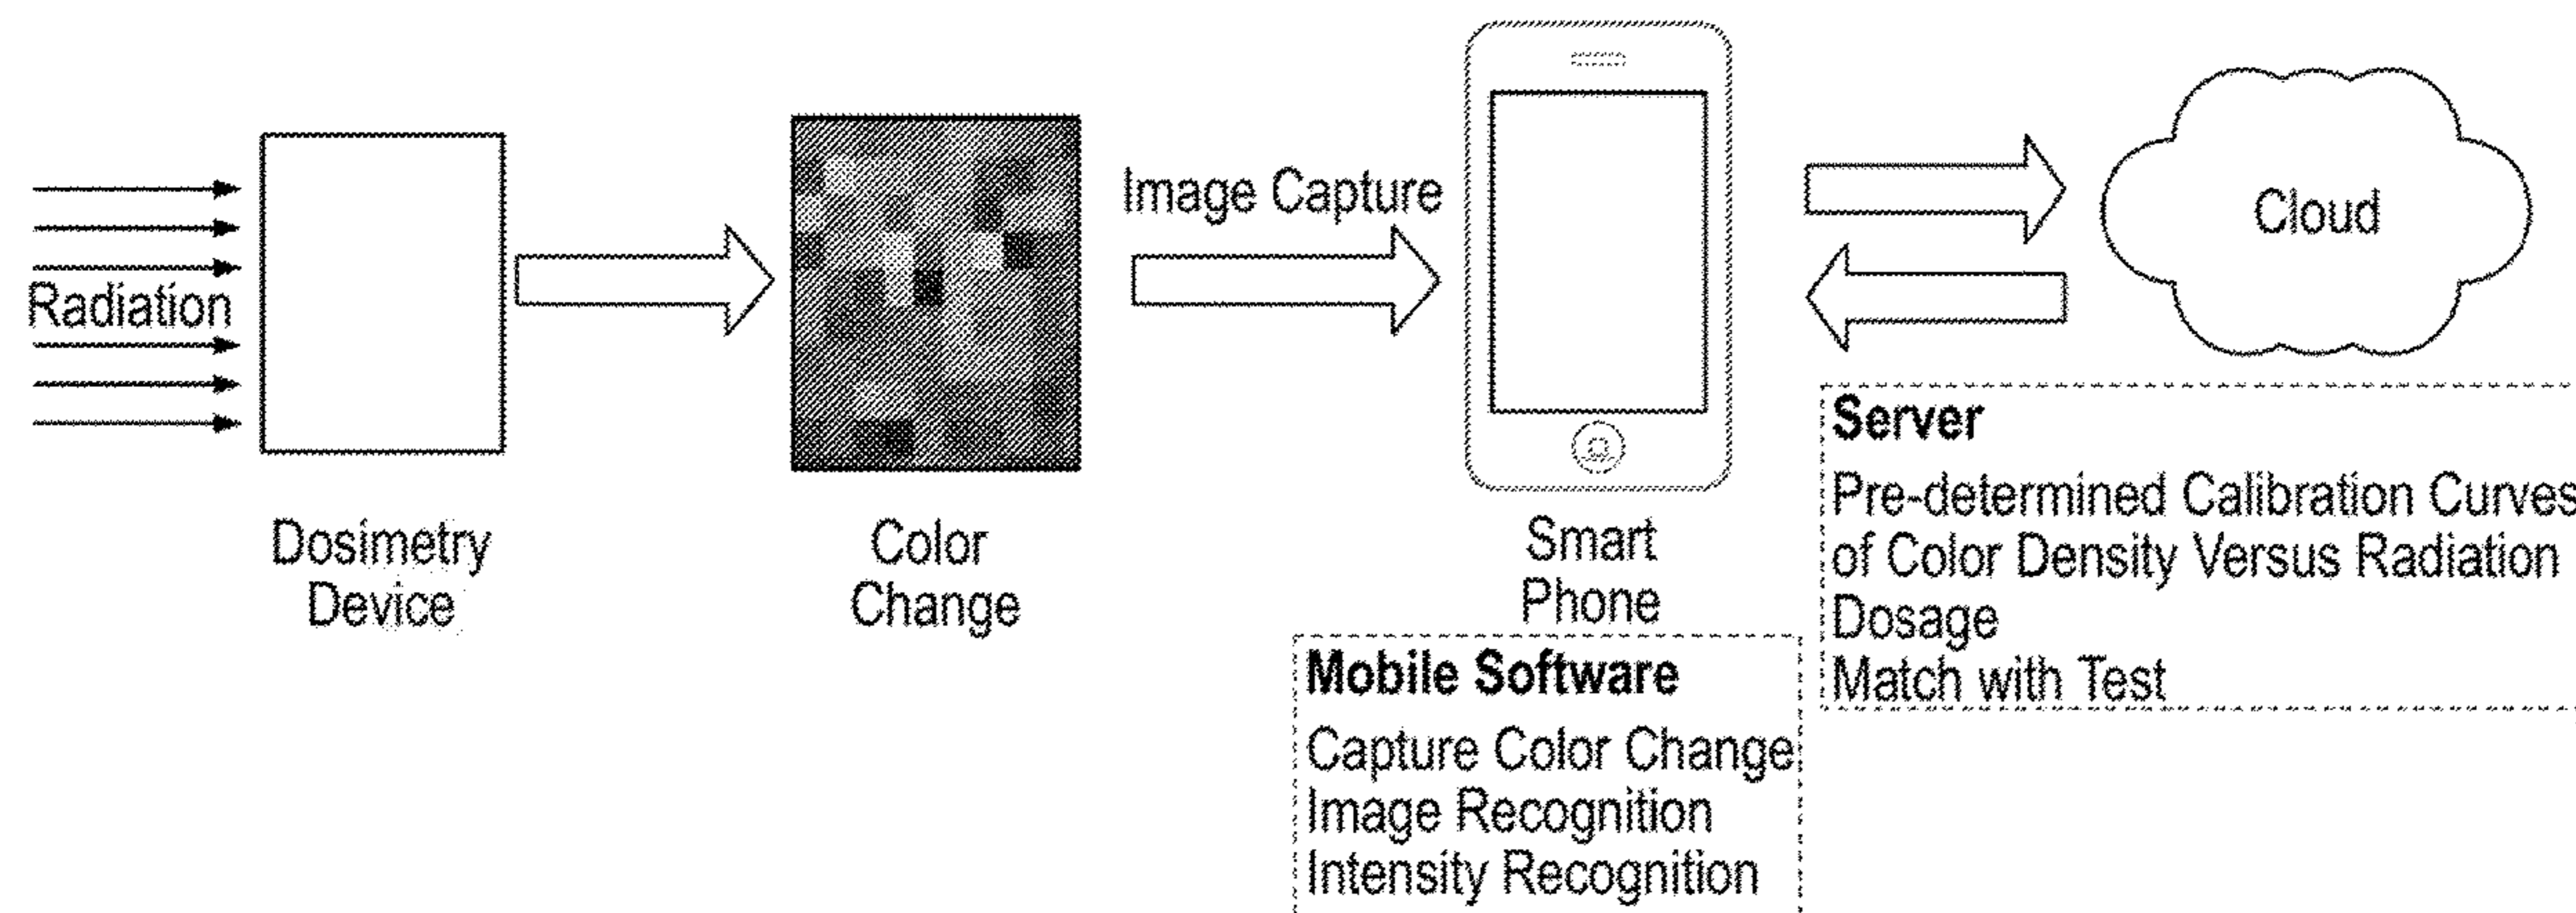 Radiation
Dosimetry
Device
Color
Change
Image Capture
Smart
Phone
Mobile Software
Capture Color Change
Image Recognition
Intensity Recognition
Cloud
Server
Pre-determined Calibration Curves
of Color Density Versus Radiation
Dosage
Match with Test